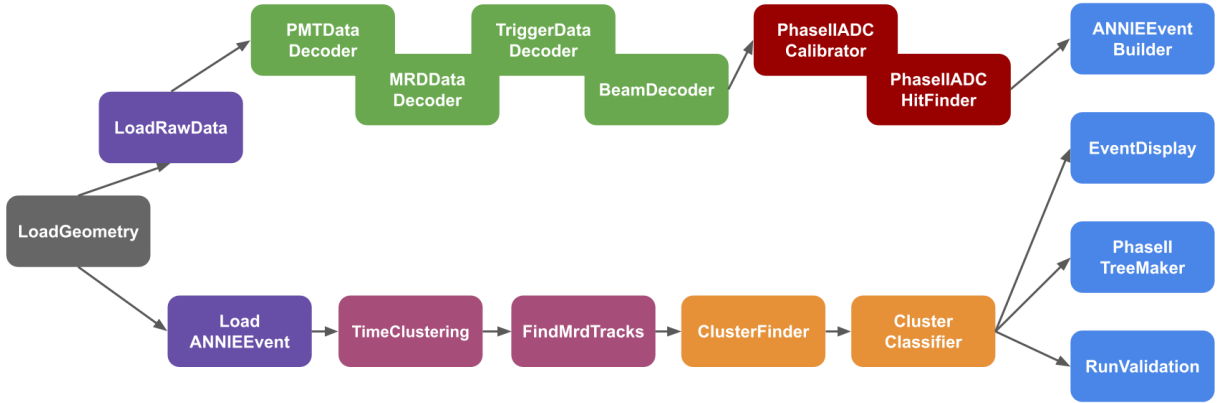 PMTData
Decoder
MRDData
Decoder
TriggerData
Decoder
BeamDecoder
PhaseIIADC
Calibrator
PhaseIIADC
HitFinder
ANNIEEvent
Builder
LoadRawData
EventDisplay
LoadGeometry
PhaseII
TreeMaker
Load
ANNIEEvent
TimeClustering
FindMrdTracks
ClusterFinder
Cluster
Classifier
RunValidation